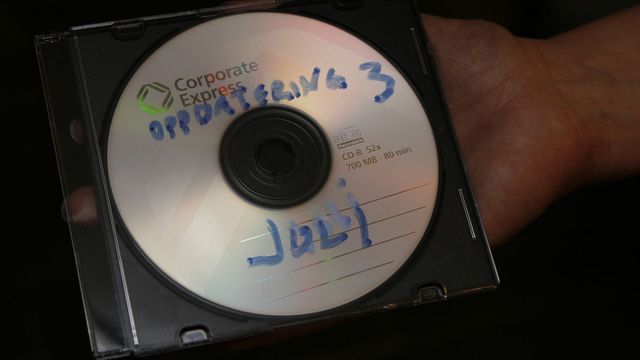 Corporate
Express
OPPDATERING 3
CD-R 52x
700 MB - 80 min
JULI